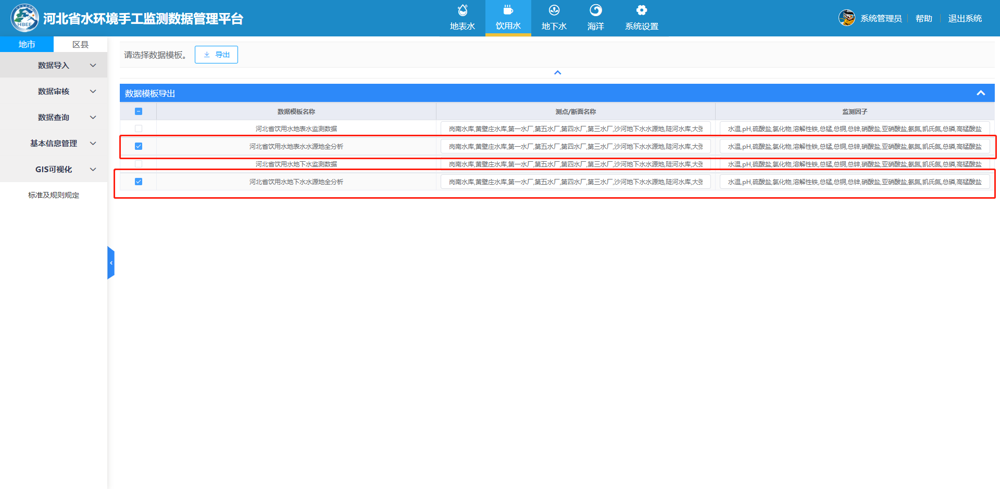 HBEE
河北省水环境手工监测数据管理平台
地表水
饮用水
地下水
海洋
系统设置
系统管理员
帮助
退出系统
地市
区县
数据导入
数据审核
数据查询
基本信息管理
GIS可视化
标准及规则规定
请选择数据模板。
导出
数据模板导出
数据模板名称 测点/断面名称 监测因子
河北省饮用水地表水监测数据 岗南水库,黄壁庄水库,第一水厂,第五水厂,第四水厂,第三水厂,沙河地下水水源地,陡河水库,大张 水温,pH,硫酸盐,氯化物,溶解性铁,总锰,总铜,总锌,硝酸盐,亚硝酸盐,氨氮,凯氏氮,总磷,高锰酸盐
河北省饮用水地表水水源地全分析 岗南水库,黄壁庄水库,第一水厂,第五水厂,第四水厂,第三水厂,沙河地下水水源地,陡河水库,大张 水温,pH,硫酸盐,氯化物,溶解性铁,总锰,总铜,总锌,硝酸盐,亚硝酸盐,氨氮,凯氏氮,总磷,高锰酸盐
河北省饮用水地下水监测数据 岗南水库,黄壁庄水库,第一水厂,第五水厂,第四水厂,第三水厂,沙河地下水水源地,陡河水库,大张 水温,pH,硫酸盐,氯化物,溶解性铁,总锰,总铜,总锌,硝酸盐,亚硝酸盐,氨氮,凯氏氮,总磷,高锰酸盐
河北省饮用水地下水水源地全分析 岗南水库,黄壁庄水库,第一水厂,第五水厂,第四水厂,第三水厂,沙河地下水水源地,陡河水库,大张 水温,pH,硫酸盐,氯化物,溶解性铁,总锰,总铜,总锌,硝酸盐,亚硝酸盐,氨氮,凯氏氮,总磷,高锰酸盐